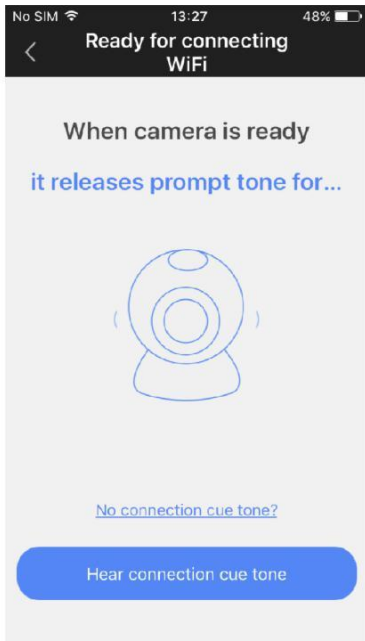 No SIM 13:27 48%
Ready for connecting
WiFi
When camera is ready
it releases prompt tone for...
No connection cue tone?
Hear connection cue tone